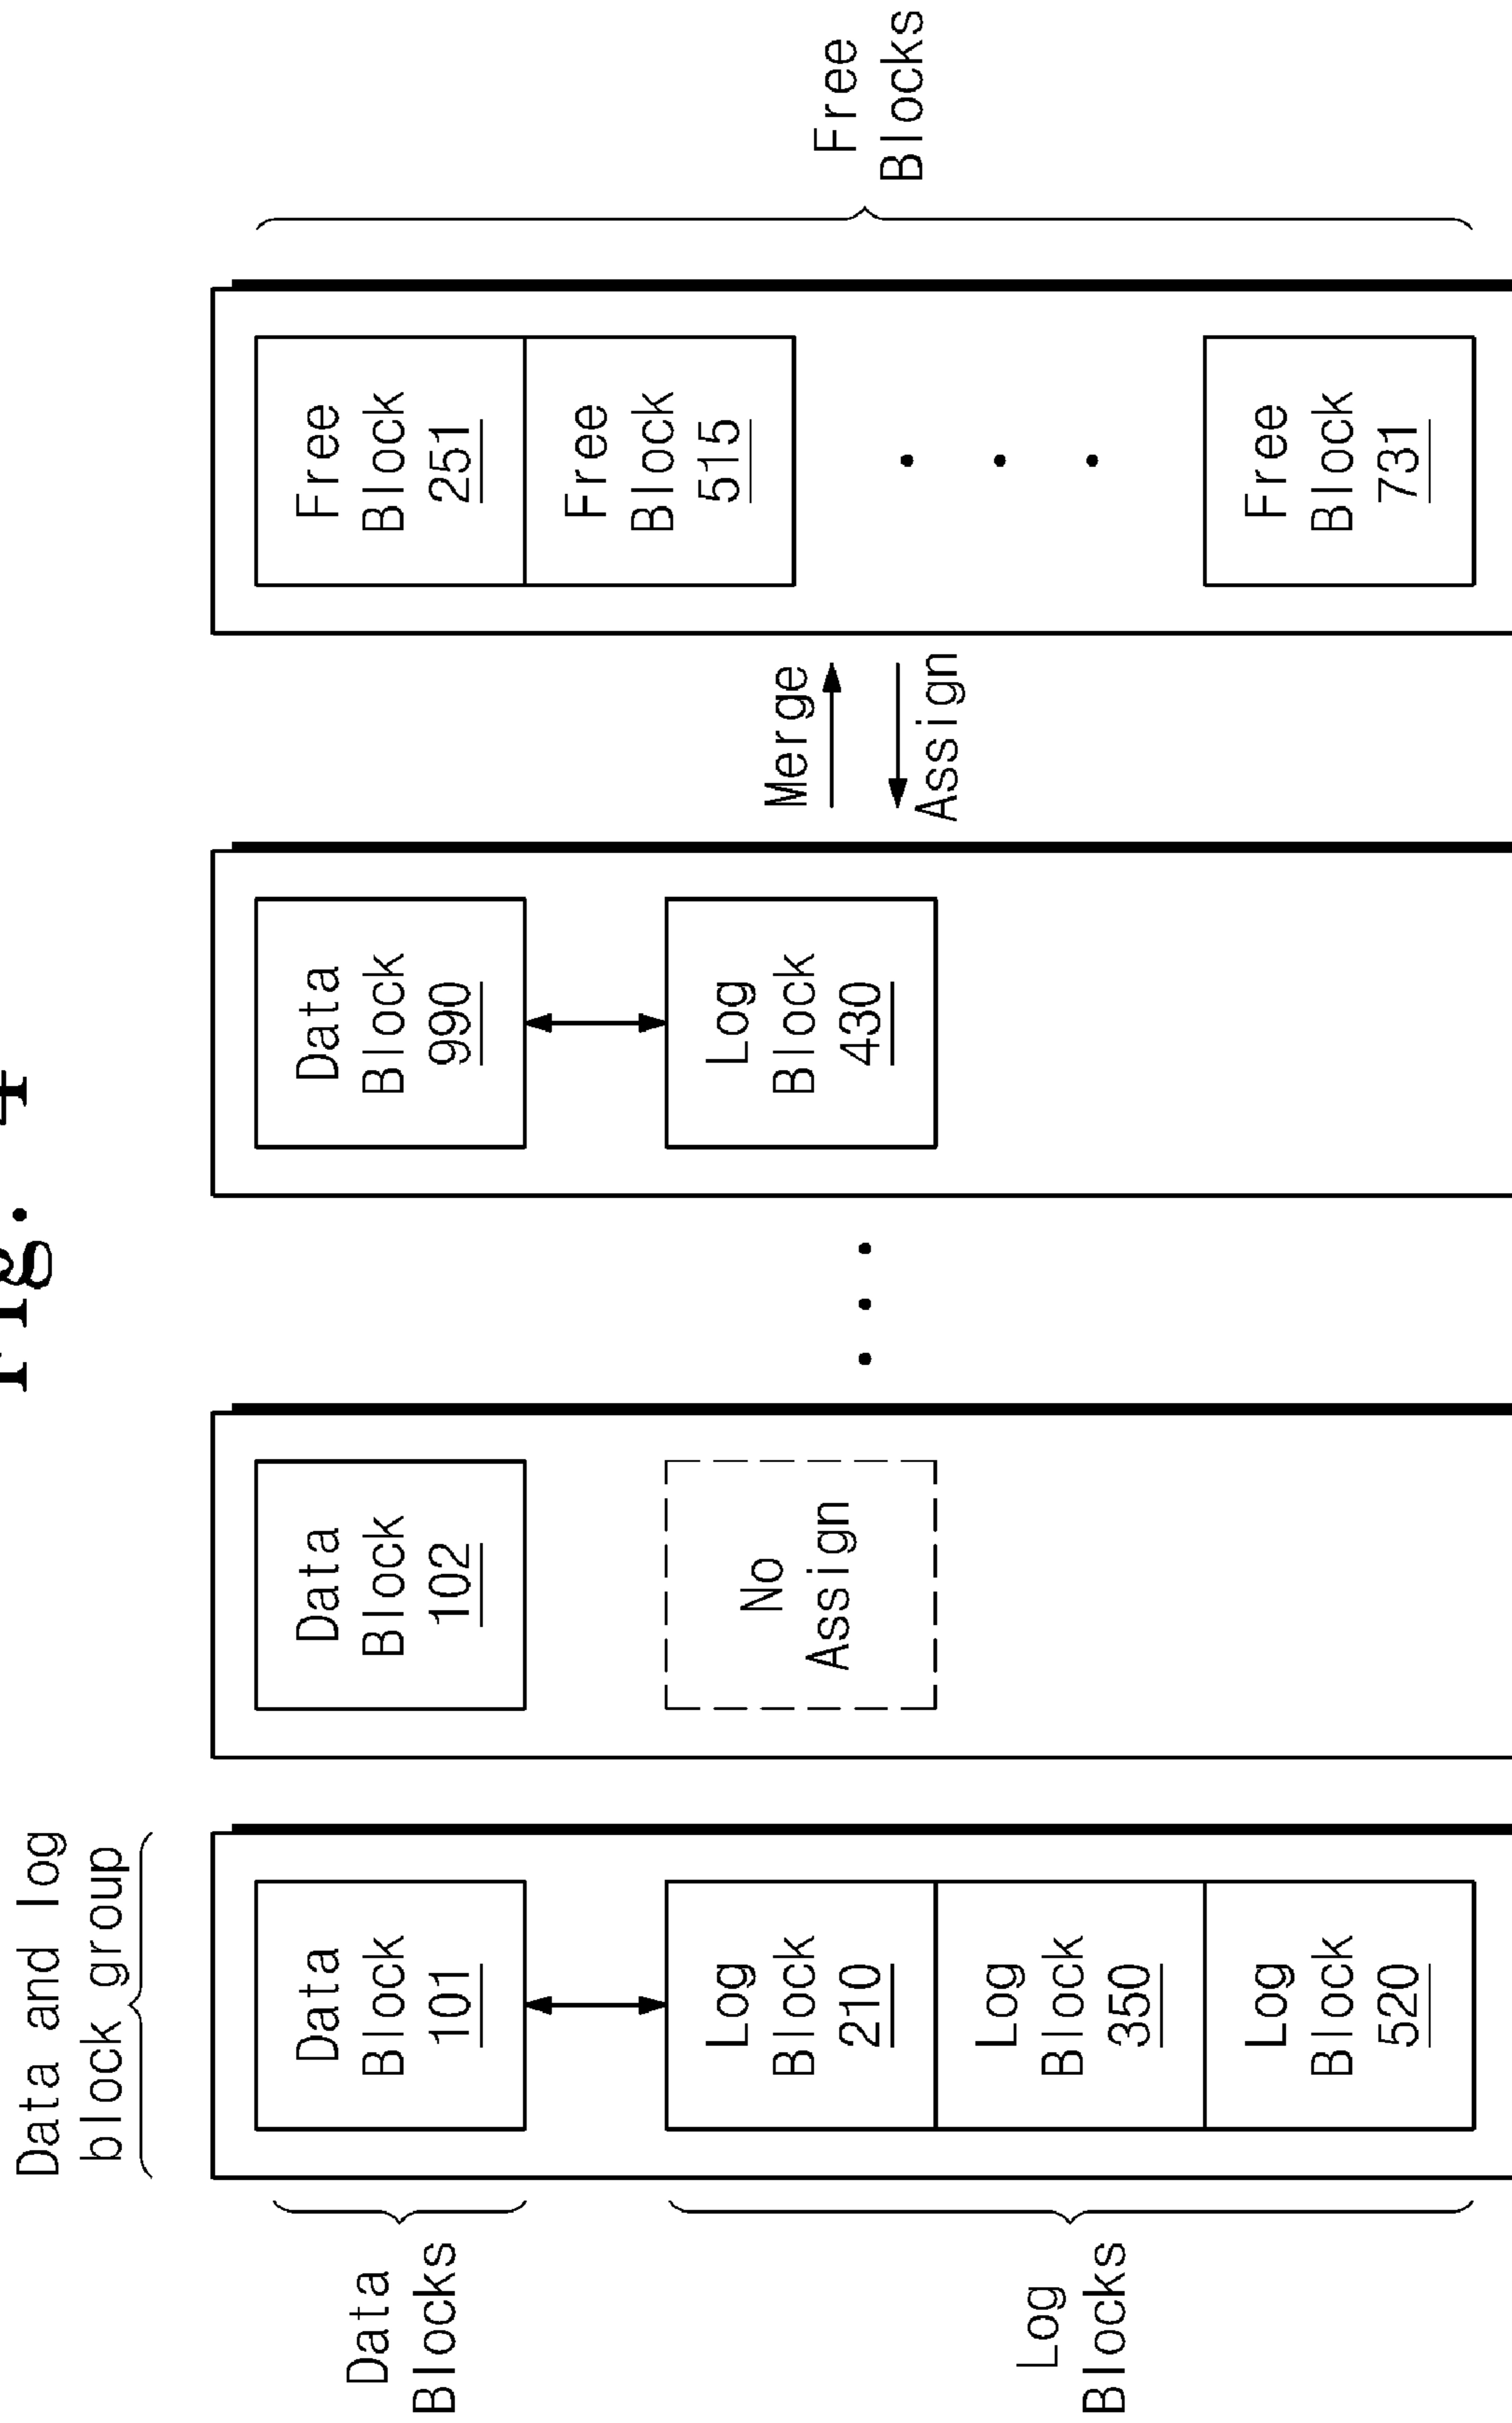 Fig. 4
Data and log
block group
Data
Blocks
Data
Block
101
Data
Block
102
Data
Block
990
Free
Block
251
Free
Block
515
Free
Block
731
Free
Blocks
Merge
Assign
Log
Blocks
Log
Block
210
Log
Block
350
Log
Block
520
No
Assign
. . .
Log
Block
430